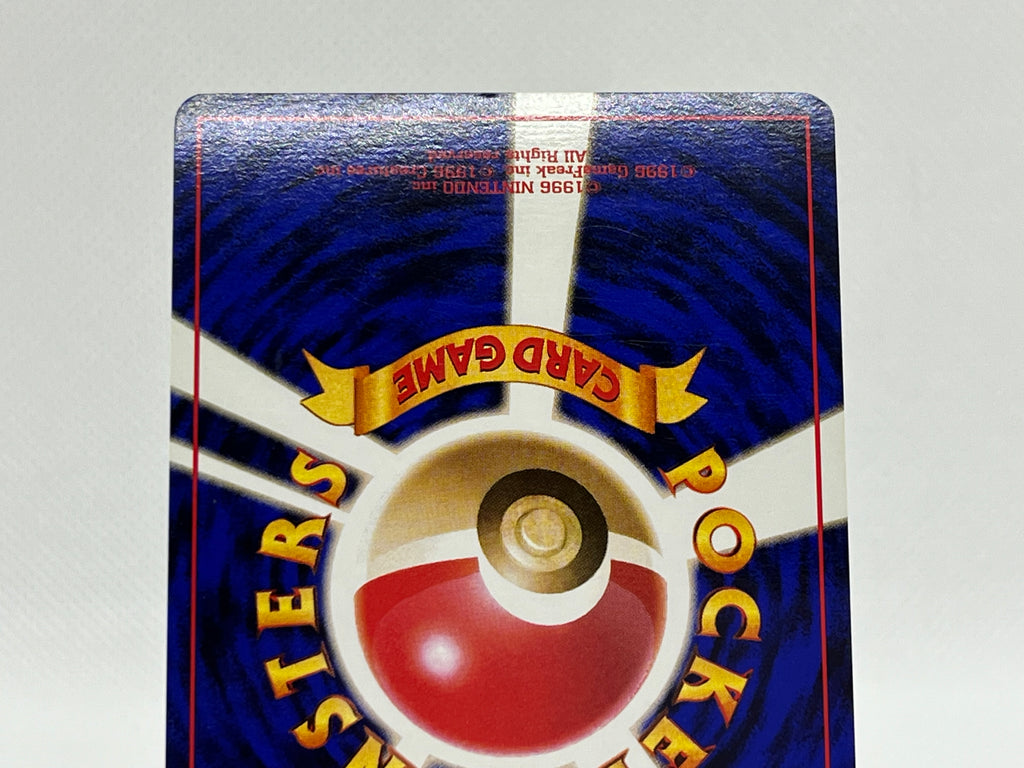 POCKE
STERS
CARD GAME
©1996 NINTENDO inc
©1996 GameFreak inc. ©1996 Creatures inc
All Rights reserved